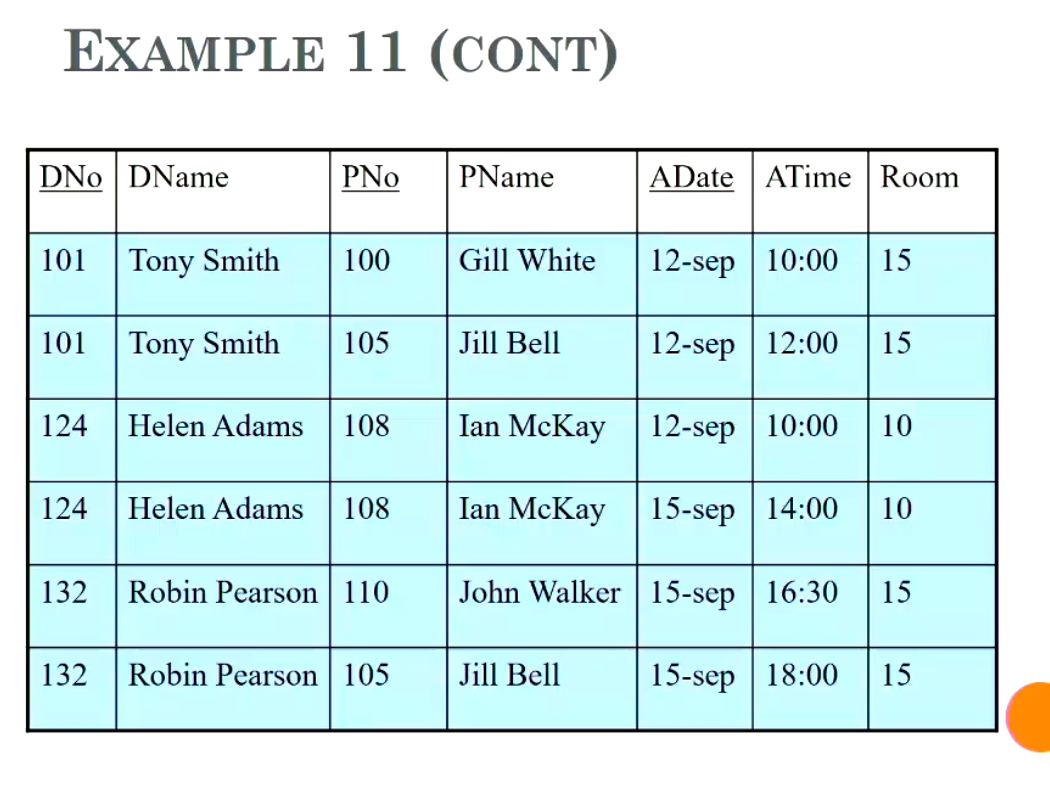 EXAMPLE 11 (CONT)
DNo DName PNo PName ADate ATime Room
101 Tony Smith 100 Gill White 12-sep 10:00 15
101 Tony Smith 105 Jill Bell 12-sep 12:00 15
124 Helen Adams 108 Ian McKay 12-sep 10:00 10
124 Helen Adams 108 Ian McKay 15-sep 14:00 10
132 Robin Pearson 110 John Walker 15-sep 16:30 15
132 Robin Pearson 105 Jill Bell 15-sep 18:00 15